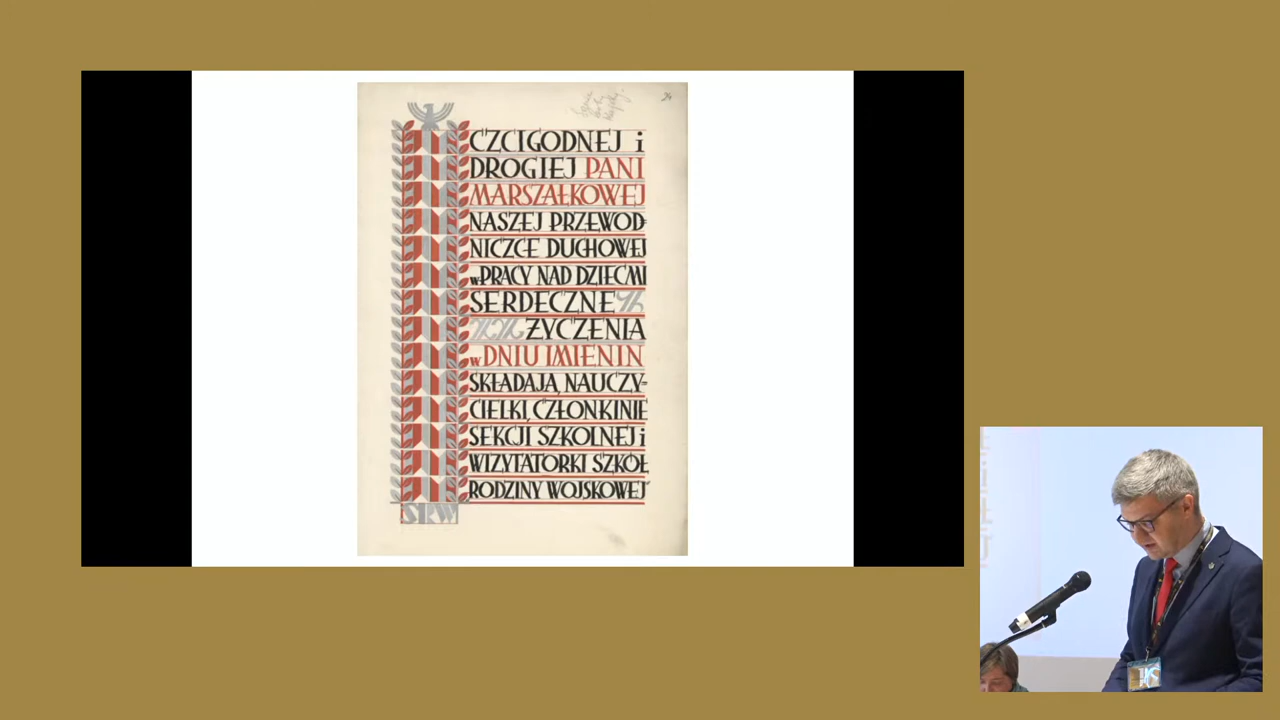 CZCIGODNEJ i
DROGIEJ PANI
MARSZAŁKOWEJ
NASZEJ PRZEWOD=
NICZCE DUCHOWEJ
w PRACY NAD DZIEĆMI
SERDECZNE
ŻYCZENIA
w DNIU IMIENIN
SKŁADAJĄ, NAUCZY=
CIELKI, CZŁONKINIE
SEKCJI SZKOLNEJ i
WIZYTATORKI SZKÓŁ
RODZINY WOJSKOWEJ
SRW